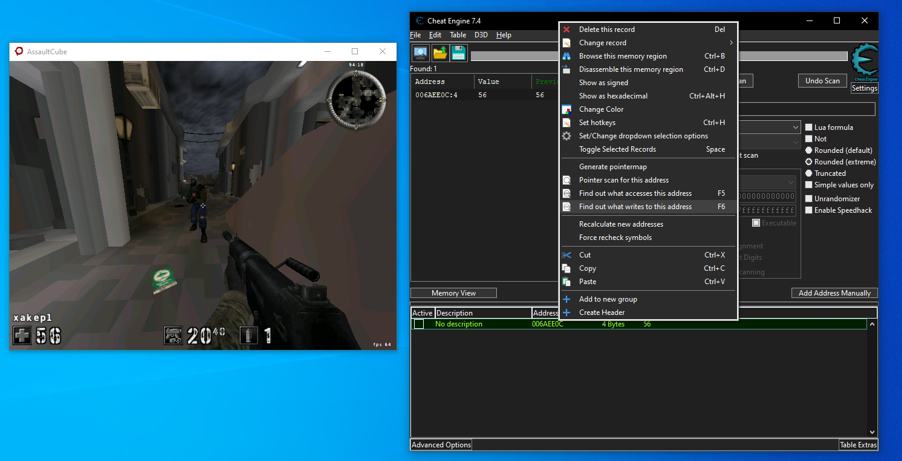 AssaultCube
94:18
xakep1
56
20 40
1
fps 64
Cheat Engine 7.4
File Edit Table D3D Help
Found: 1
Address Value Previ
006AEE0C:4 56 56
Undo Scan
Settings
Lua formula
Not
Rounded (default)
Rounded (extreme)
Truncated
Simple values only
Unrandomizer
Enable Speedhack
t scan
Executable
Digits
canning
Memory View
Add Address Manually
Delete this record Del
Change record
Browse this memory region Ctrl+B
Disassemble this memory region Ctrl+D
Show as signed
Show as hexadecimal Ctrl+Alt+H
Change Color
Set hotkeys Ctrl+H
Set/Change dropdown selection options
Toggle Selected Records Space
Generate pointermap
Pointer scan for this address
Find out what accesses this address F5
Find out what writes to this address F6
Recalculate new addresses
Force recheck symbols
Cut Ctrl+X
Copy Ctrl+C
Paste Ctrl+V
Add to new group
Create Header
Active Description Address
No description 006AEE0C 4 Bytes 56
Advanced Options
Table Extras